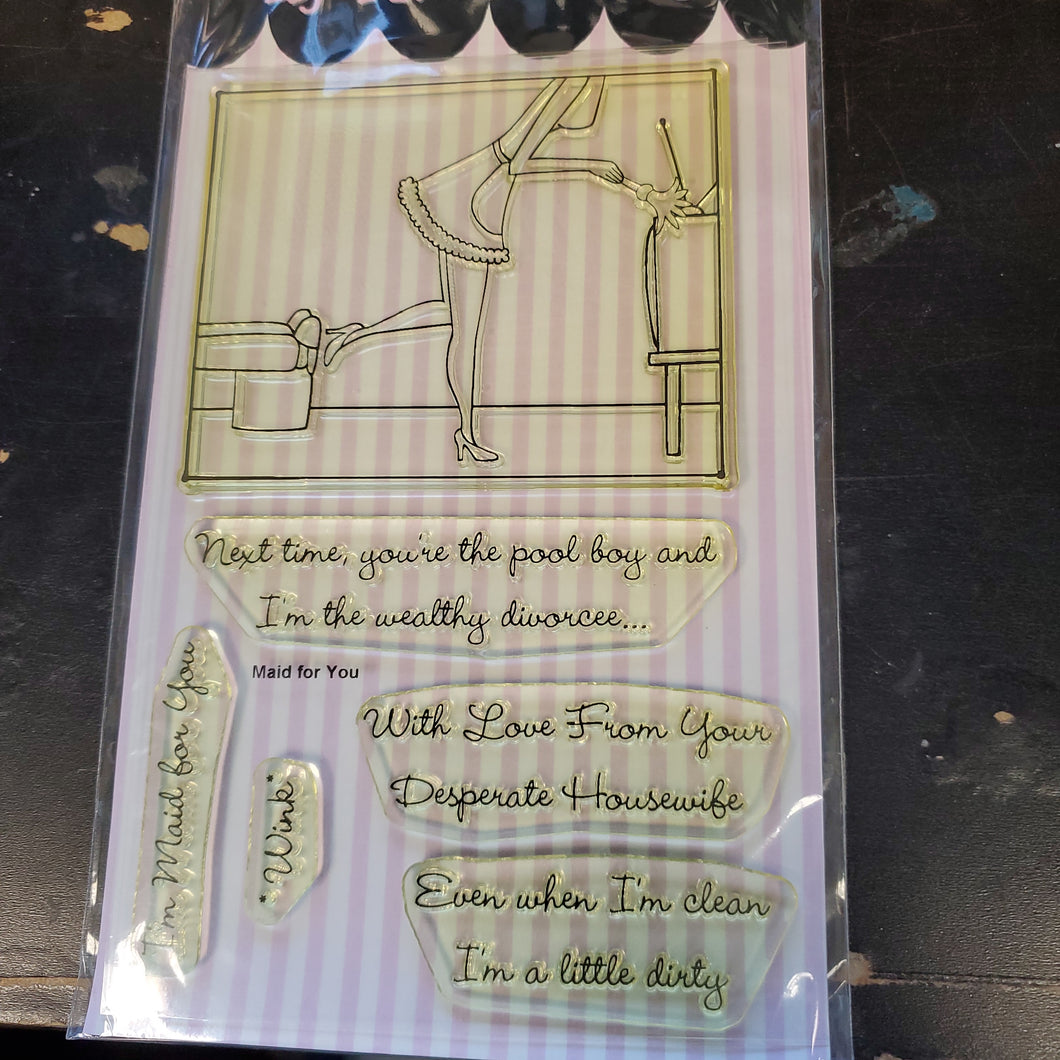 Next time, you're the pool boy and
I'm the wealthy divorcee...
Maid for You
I'm Maid for You
*Wink*
With Love From Your
Desperate Housewife
Even when I'm clean
I'm a little dirty